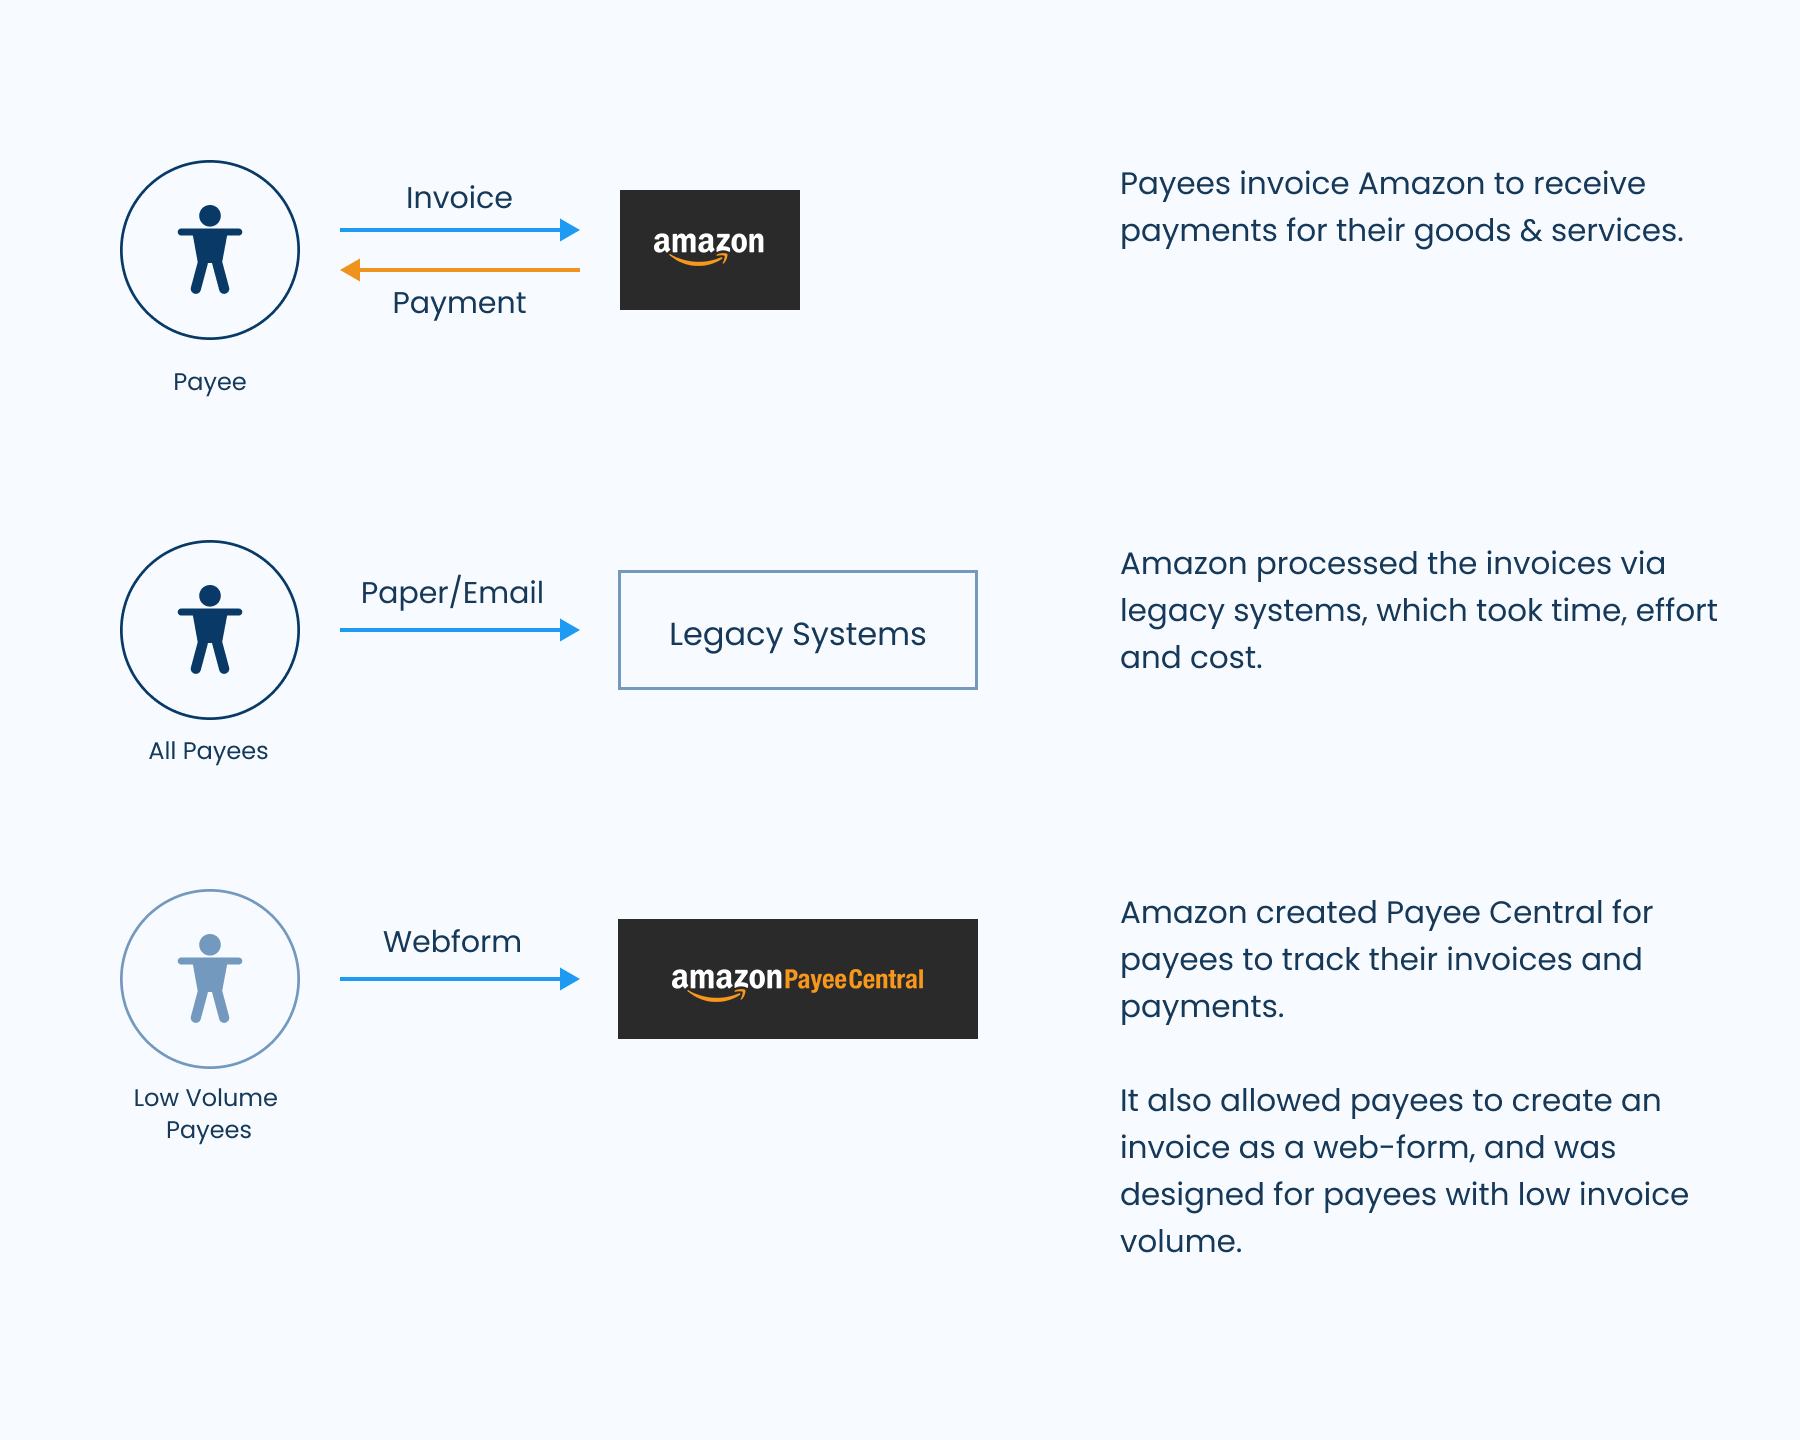 Invoice
amazon
Payment
Payee
Payees invoice Amazon to receive
payments for their goods & services.
Paper/Email
Legacy Systems
All Payees
Amazon processed the invoices via
legacy systems, which took time, effort
and cost.
Webform
amazonPayeeCentral
Low Volume
Payees
Amazon created Payee Central for
payees to track their invoices and
payments.
It also allowed payees to create an
invoice as a web-form, and was
designed for payees with low invoice
volume.